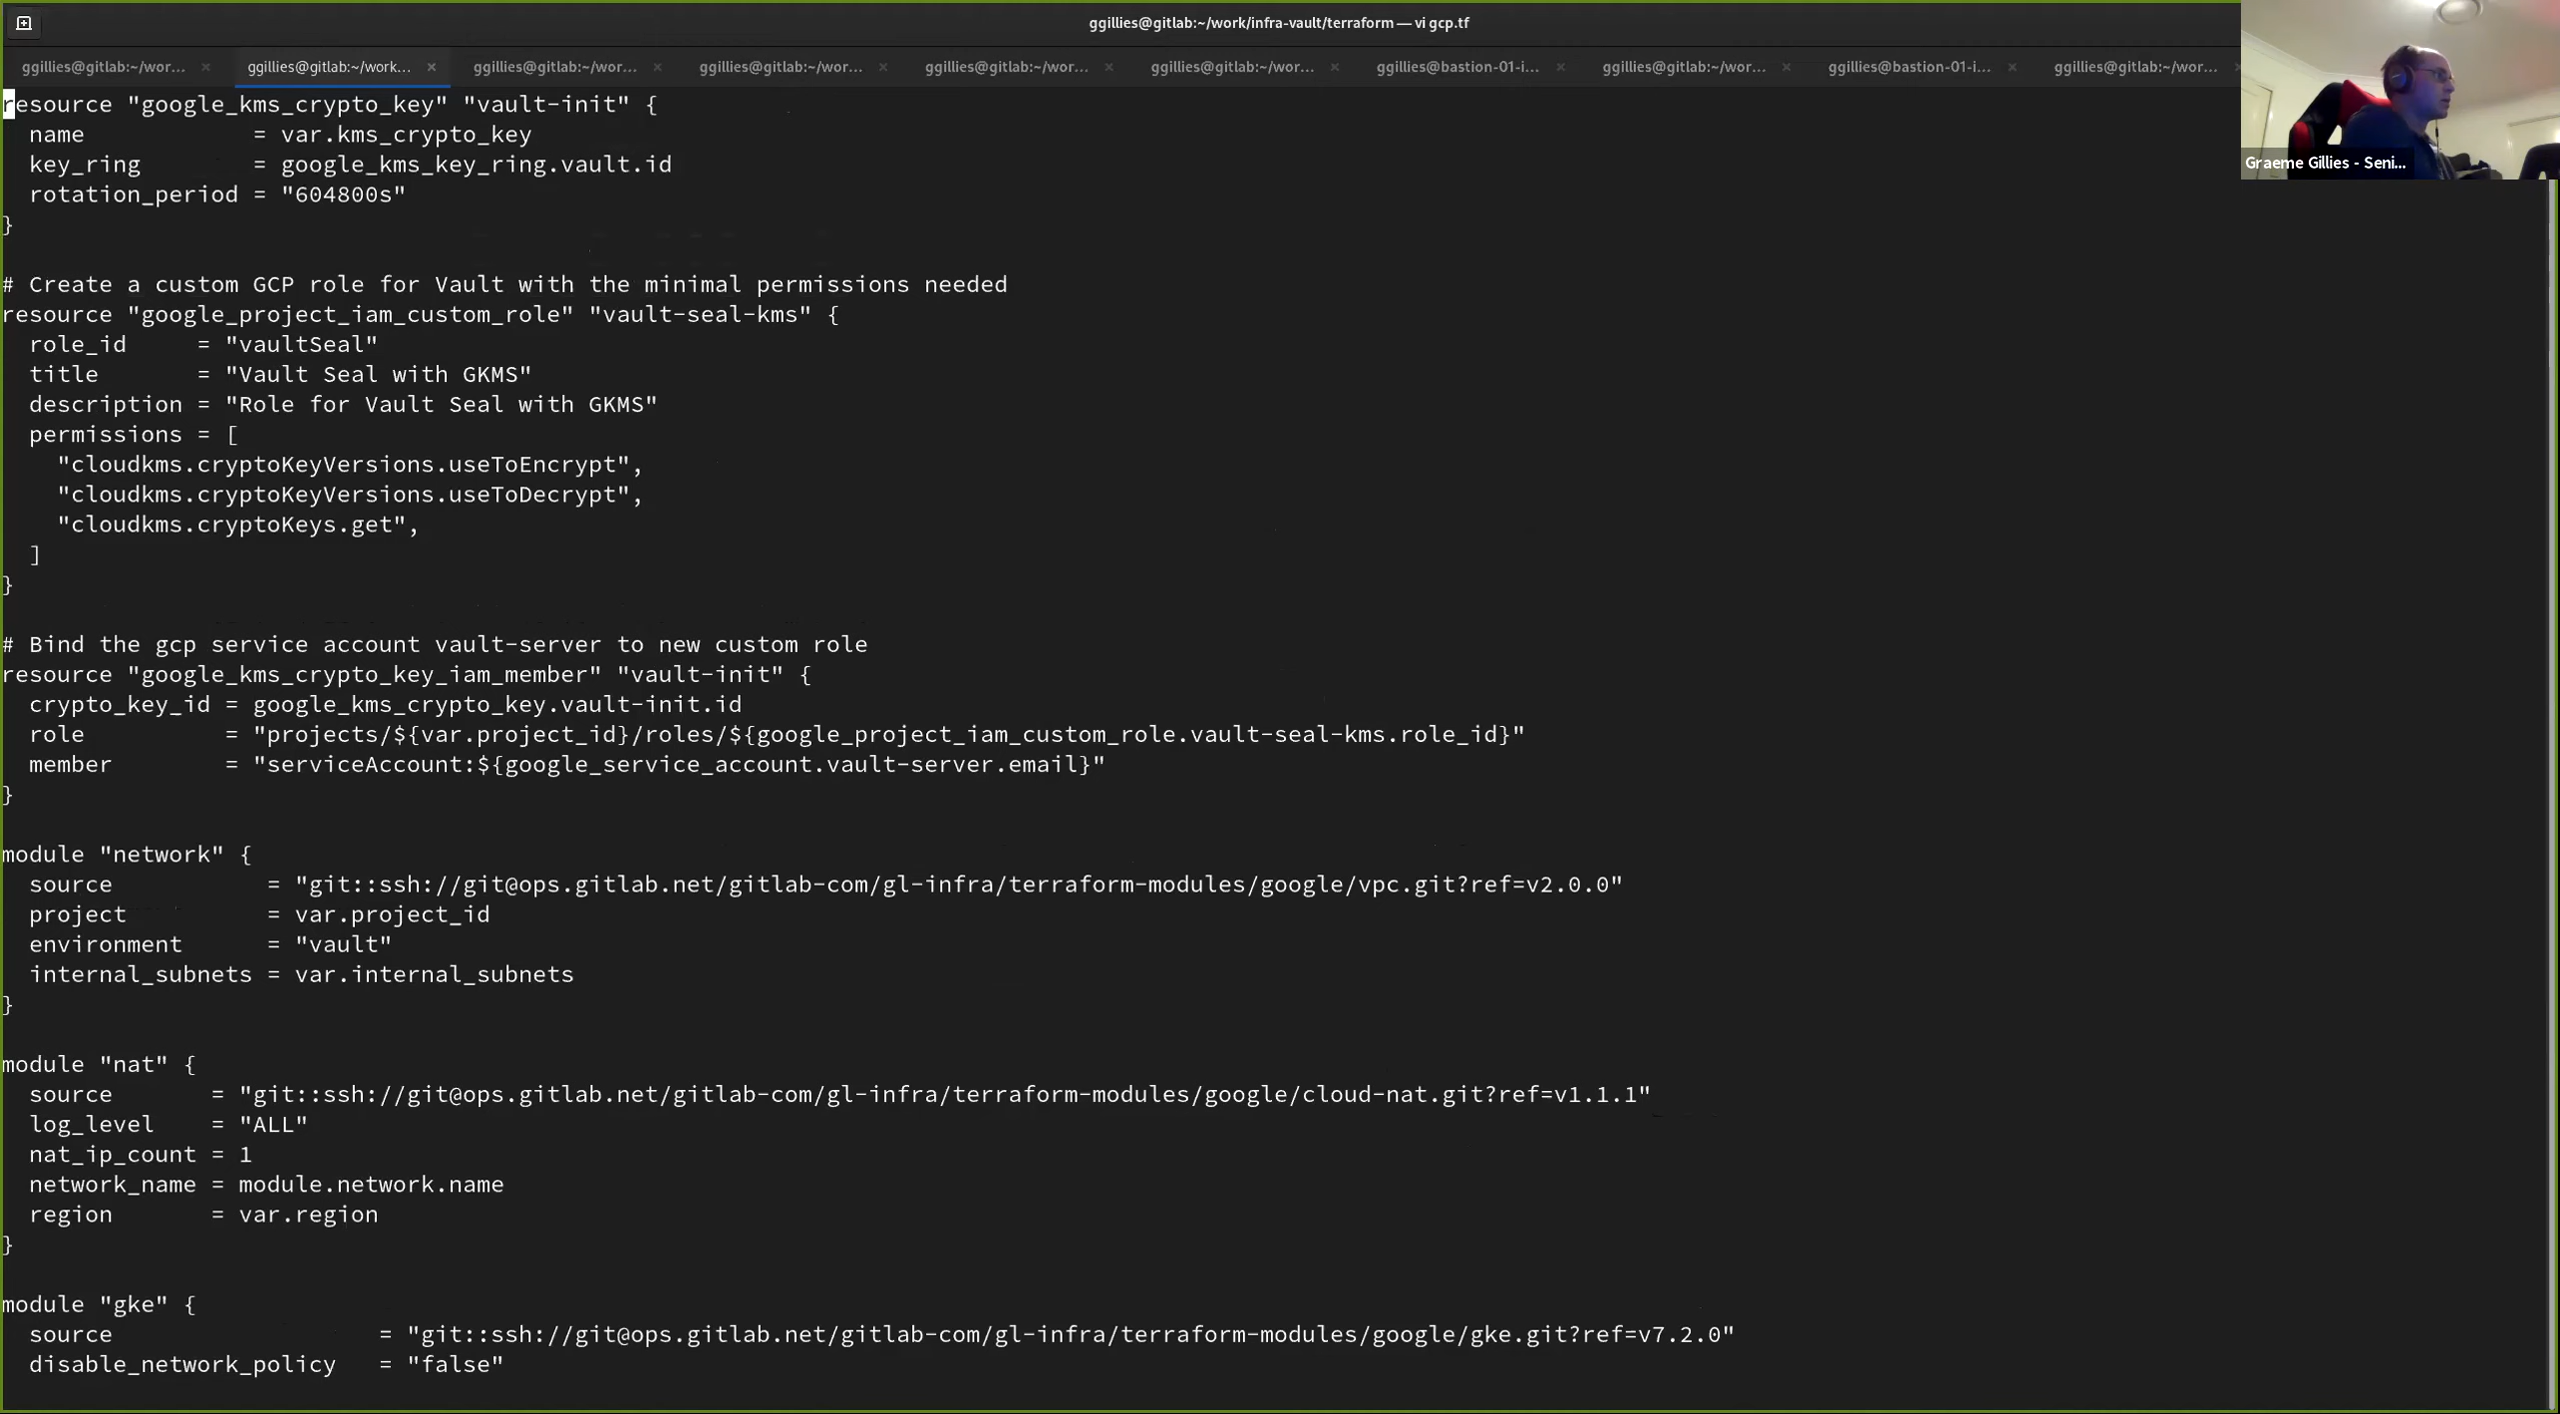 ggillies@gitlab:~/work/infra-vault/terraform — vi gcp.tf
ggillies@gitlab:~/wor... × ggillies@gitlab:~/work... × ggillies@gitlab:~/wor... × ggillies@gitlab:~/wor... × ggillies@gitlab:~/wor... × ggillies@gitlab:~/wor... × ggillies@bastion-01-i... × ggillies@gitlab:~/wor... × ggillies@bastion-01-i... × ggillies@gitlab:~/wor... ×
Graeme Gillies - Seni...
resource "google_kms_crypto_key" "vault-init" {
  name            = var.kms_crypto_key
  key_ring        = google_kms_key_ring.vault.id
  rotation_period = "604800s"
}
# Create a custom GCP role for Vault with the minimal permissions needed
resource "google_project_iam_custom_role" "vault-seal-kms" {
  role_id     = "vaultSeal"
  title       = "Vault Seal with GKMS"
  description = "Role for Vault Seal with GKMS"
  permissions = [
    "cloudkms.cryptoKeyVersions.useToEncrypt",
    "cloudkms.cryptoKeyVersions.useToDecrypt",
    "cloudkms.cryptoKeys.get",
  ]
}
# Bind the gcp service account vault-server to new custom role
resource "google_kms_crypto_key_iam_member" "vault-init" {
  crypto_key_id = google_kms_crypto_key.vault-init.id
  role          = "projects/${var.project_id}/roles/${google_project_iam_custom_role.vault-seal-kms.role_id}"
  member        = "serviceAccount:${google_service_account.vault-server.email}"
}
module "network" {
  source           = "git::ssh://git@ops.gitlab.net/gitlab-com/gl-infra/terraform-modules/google/vpc.git?ref=v2.0.0"
  project          = var.project_id
  environment      = "vault"
  internal_subnets = var.internal_subnets
}
module "nat" {
  source       = "git::ssh://git@ops.gitlab.net/gitlab-com/gl-infra/terraform-modules/google/cloud-nat.git?ref=v1.1.1"
  log_level    = "ALL"
  nat_ip_count = 1
  network_name = module.network.name
  region       = var.region
}
module "gke" {
  source                   = "git::ssh://git@ops.gitlab.net/gitlab-com/gl-infra/terraform-modules/google/gke.git?ref=v7.2.0"
  disable_network_policy   = "false"